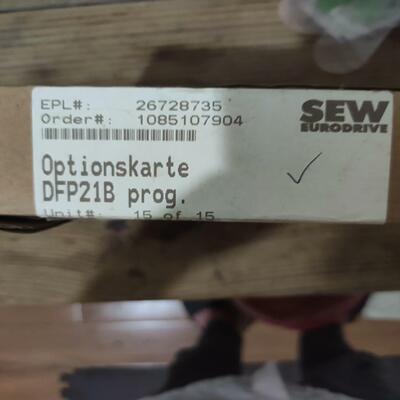 EPL#: 26728735
Order#: 1085107904
SEW
EURODRIVE
Optionskarte
DFP21B prog.
Unit#: 15 of 15